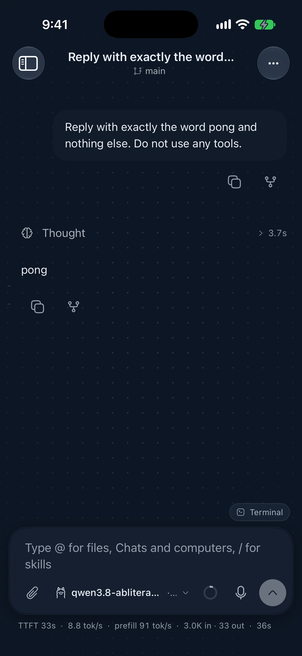 9:41
Reply with exactly the word...
main
Reply with exactly the word pong and
nothing else. Do not use any tools.
Thought
3.7s
pong
Terminal
Type @ for files, Chats and computers, / for
skills
qwen3.8-ablitera... ·...
TTFT 33s · 8.8 tok/s · prefill 91 tok/s · 3.0K in · 33 out · 36s